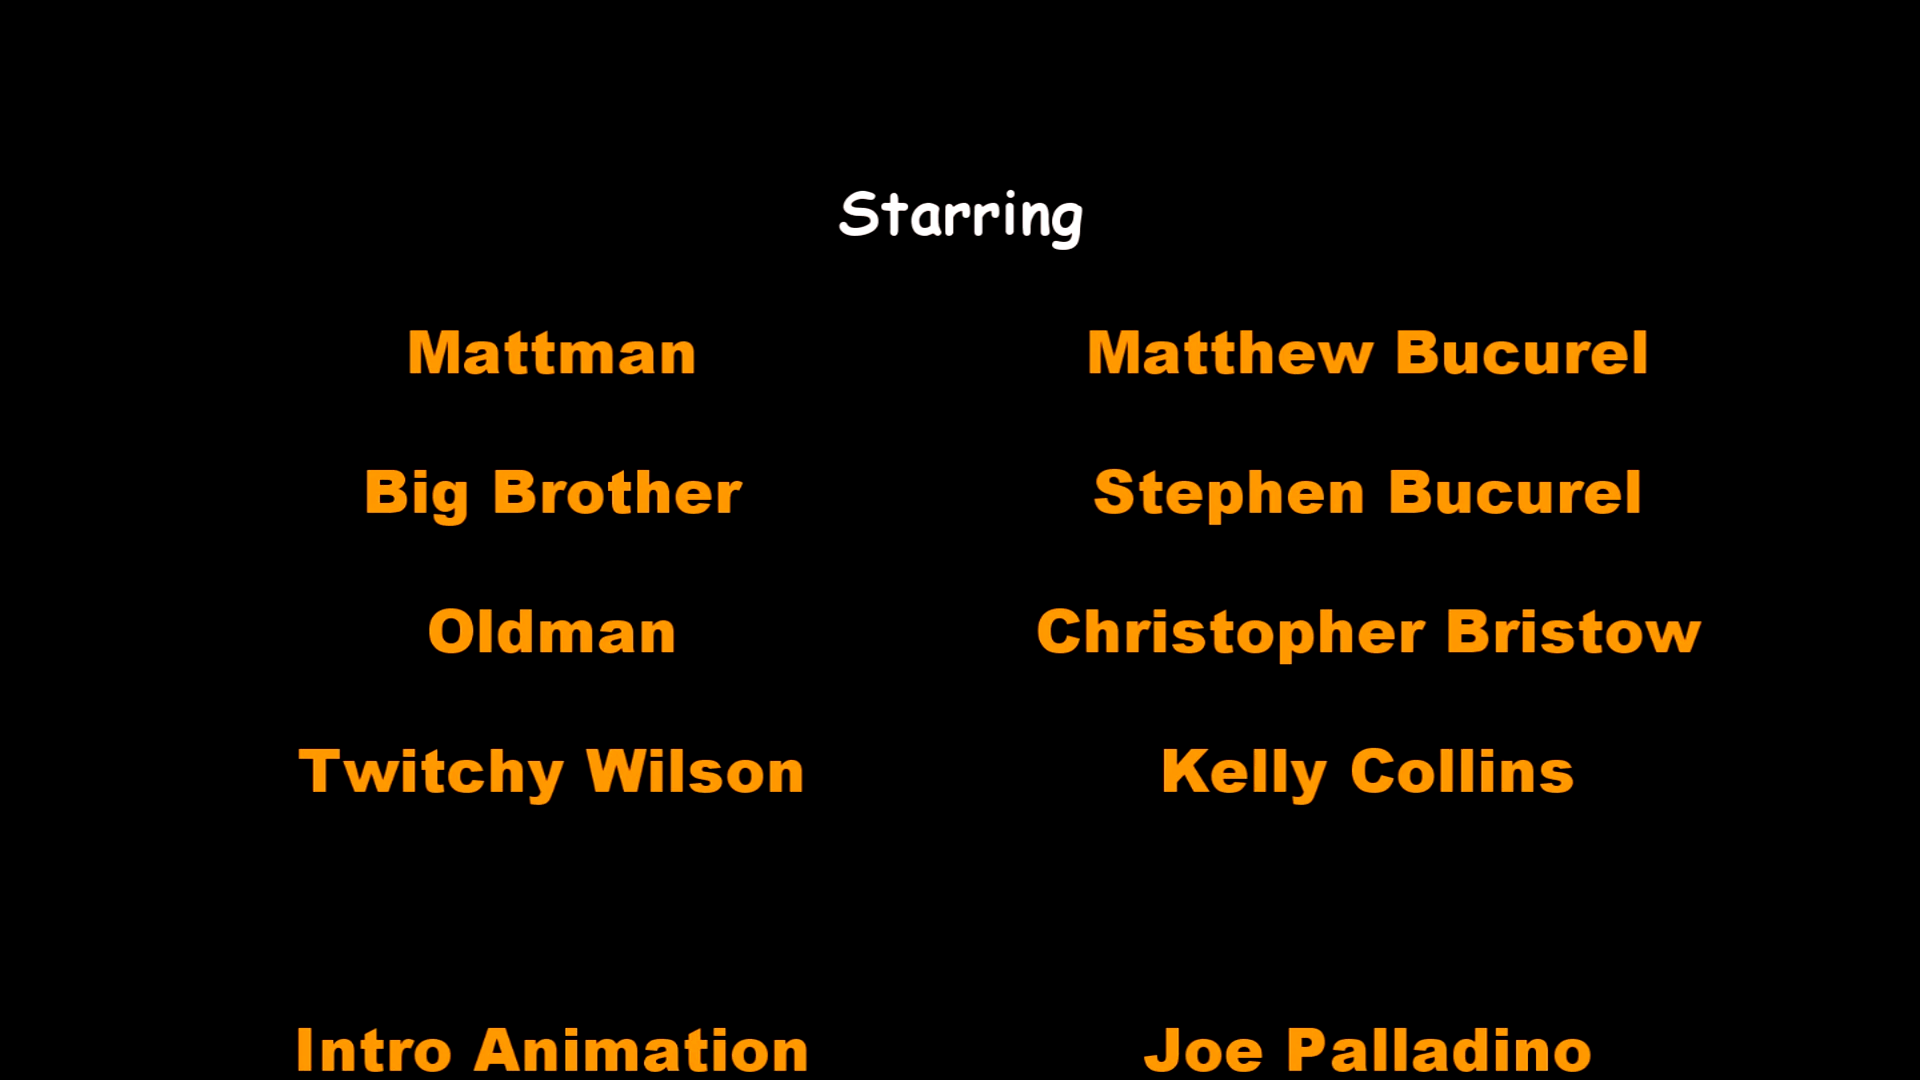 Starring
Mattman Matthew Bucurel
Big Brother Stephen Bucurel
Oldman Christopher Bristow
Twitchy Wilson Kelly Collins
Intro Animation Joe Palladino